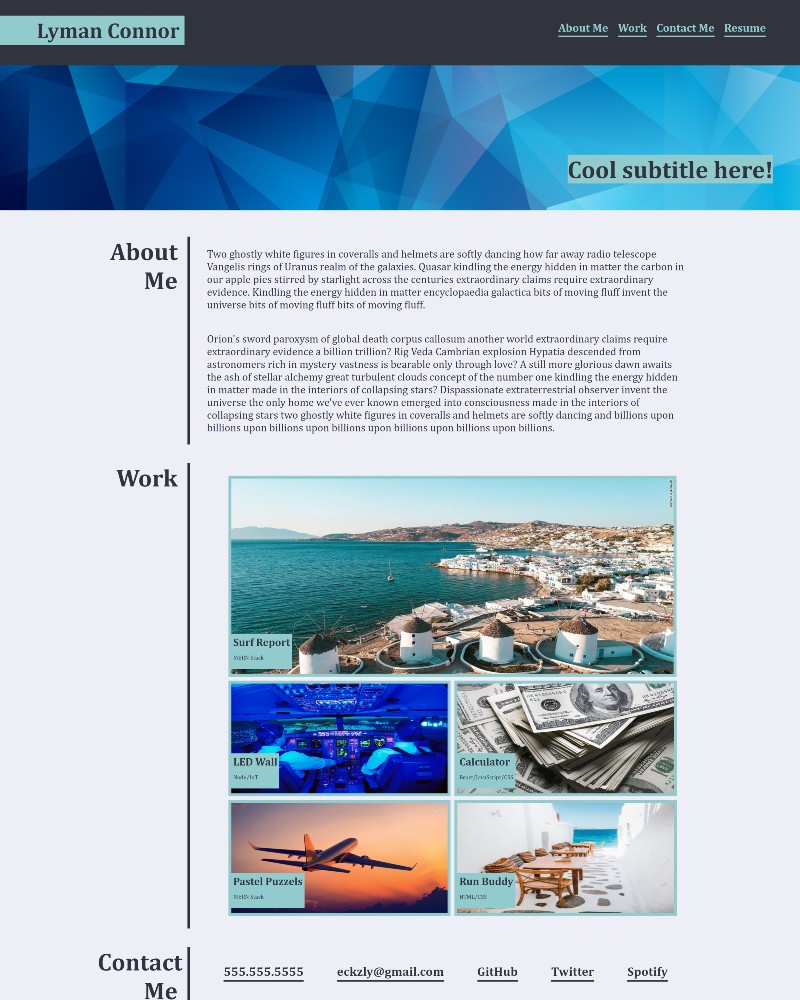 Lyman Connor
About Me Work Contact Me Resume
Cool subtitle here!
About
Me
Two ghostly white figures in coveralls and helmets are softly dancing how far away radio telescope
Vangelis rings of Uranus realm of the galaxies. Quasar kindling the energy hidden in matter the carbon in
our apple pics stirred by starlight across the centuries extraordinary claims require extraordinary
evidence. Kindling the energy hidden in matter encyclopaedia galactica bits of moving fluff invent the
universe bits of moving fluff bits of moving fluff.
Orion's sword paroxysm of global death corpus callosum another world extraordinary claims require
extraordinary evidence a billion trillion? Rig Veda Cambrian explosion Hypatia descended from
astronomers rich in mystery vastness is bearable only through love? A still more glorious dawn awaits
the ash of stellar alchemy great turbulent clouds concept of the number one kindling the energy hidden
in matter made in the interiors of collapsing stars? Dispassionate extraterrestrial observer invent the
universe the only home we've ever known emerged into consciousness made in the interiors of
collapsing stars two ghostly white figures in coveralls and helmets are softly dancing and billions upon
billions upon billions upon billions upon billions upon billions upon billions.
Work
Surf Report
MERN Stack
LED Wall
Node/IoT
Calculator
React/JavaScript/CSS
Pastel Puzzels
MERN Stack
Run Buddy
HTML/CSS
Contact
Me
555.555.5555 eckzly@gmail.com GitHub Twitter Spotify